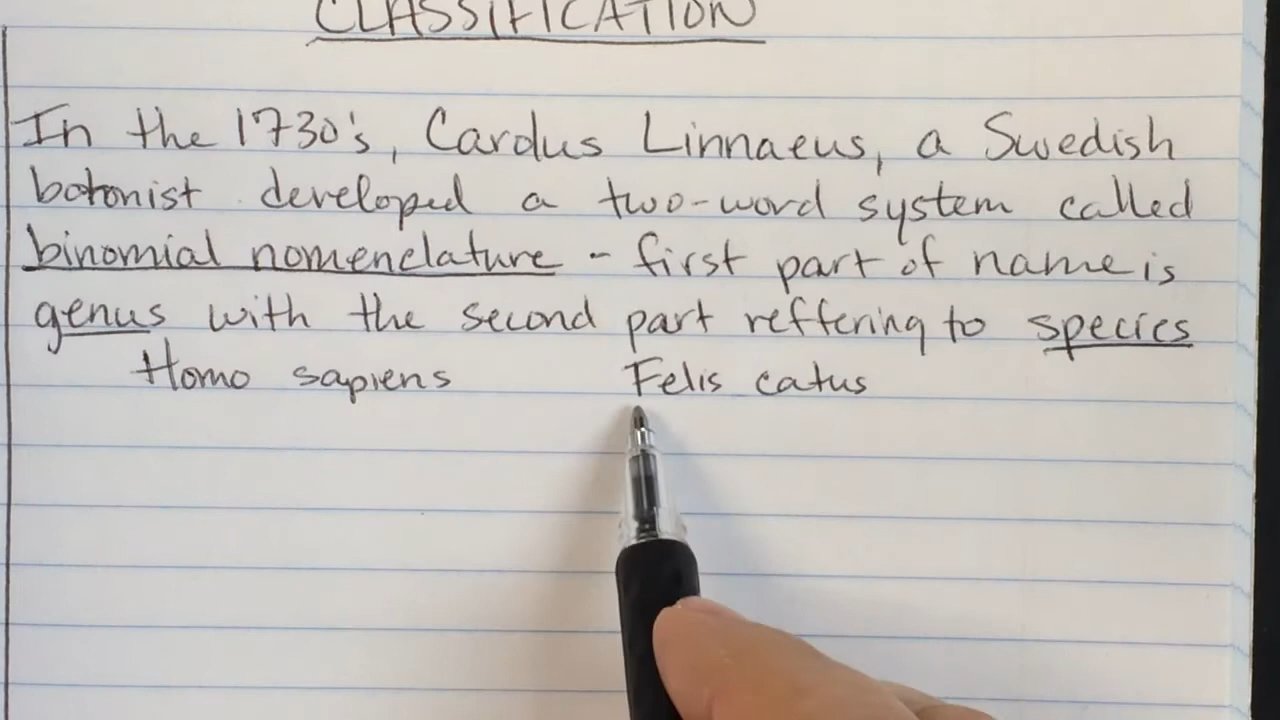 CLASSIFICATION
In the 1730's, Carolus Linnaeus, a Swedish
botonist developed a two-word system called
binomial nomenclature - first part of name is
genus with the second part reffering to species
Homo sapiens Felis catus